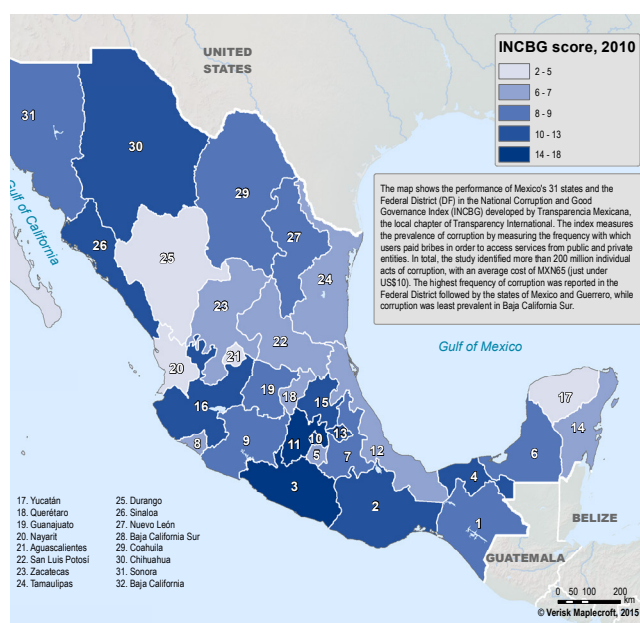 UNITED
STATES
INCBG score, 2010
2 - 5
6 - 7
8 - 9
10 - 13
14 - 18
The map shows the performance of Mexico's 31 states and the
Federal District (DF) in the National Corruption and Good
Governance Index (INCBG) developed by Transparencia Mexicana,
the local chapter of Transparency International. The index measures
the prevalence of corruption by measuring the frequency with which
users paid bribes in order to access services from public and private
entities. In total, the study identified more than 200 million individual
acts of corruption, with an average cost of MXN65 (just under
US$10). The highest frequency of corruption was reported in the
Federal District followed by the states of Mexico and Guerrero, while
corruption was least prevalent in Baja California Sur.
31
30
29
Gulf of California
26
27
25
24
23
Gulf of Mexico
22
21
20
17
19
18
16
15
14
13
10
11
9
8
12
6
5
7
4
3
2
1
BELIZE
GUATEMALA
17. Yucatán
18. Querétaro
19. Guanajuato
20. Nayarit
21. Aguascalientes
22. San Luis Potosí
23. Zacatecas
24. Tamaulipas
25. Durango
26. Sinaloa
27. Nuevo León
28. Baja California Sur
29. Coahuila
30. Chihuahua
31. Sonora
32. Baja California
0 50 100 200
km
© Verisk Maplecroft, 2015